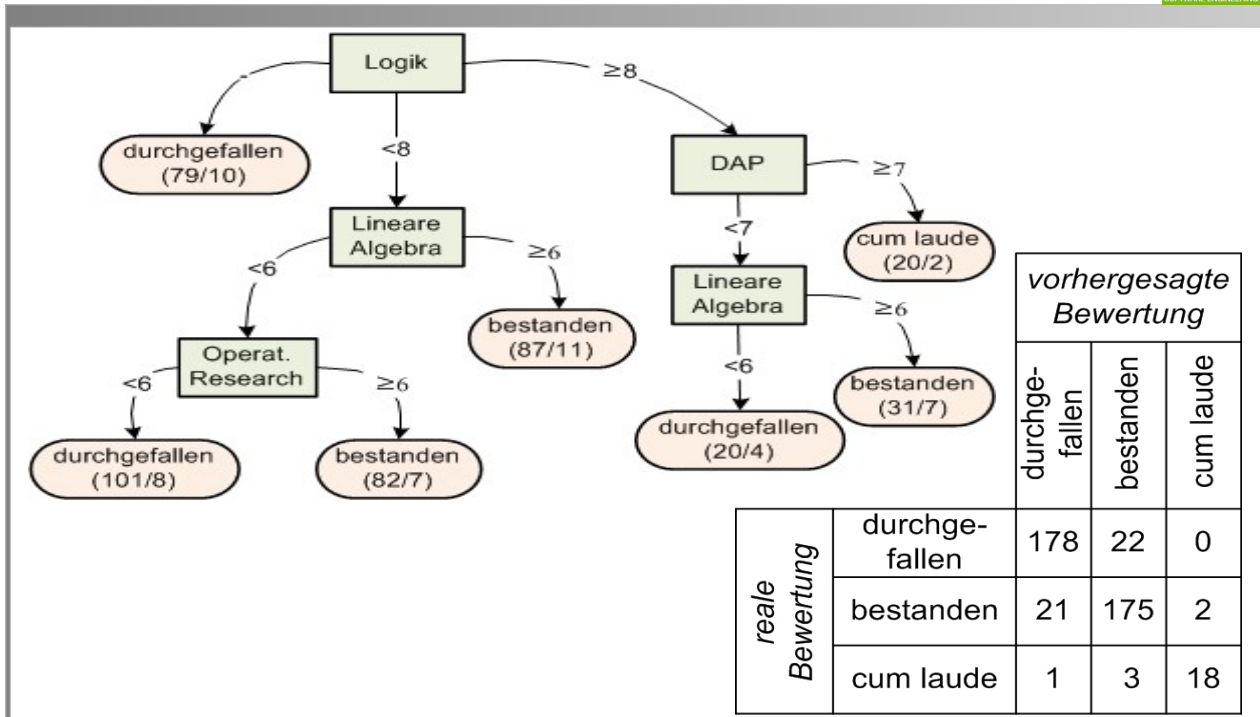 Logik
-
≥8
durchgefallen
(79/10)
<8
DAP
≥7
Lineare
Algebra
<7
cum laude
(20/2)
<6
≥6
Lineare
Algebra
≥6
bestanden
(87/11)
Operat.
Research
<6
≥6
<6
bestanden
(31/7)
durchgefallen
(20/4)
durchgefallen
(101/8)
bestanden
(82/7)
vorhergesagte
Bewertung
durchge-
fallen
bestanden
cum laude
reale
Bewertung
durchge-
fallen
178 22 0
bestanden 21 175 2
cum laude 1 3 18